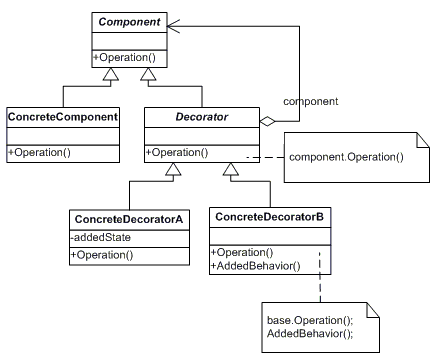 Component
+Operation()
component
ConcreteComponent
+Operation()
Decorator
+Operation()
component.Operation()
ConcreteDecoratorA
-addedState
+Operation()
ConcreteDecoratorB
+Operation()
+AddedBehavior()
base.Operation();
AddedBehavior();